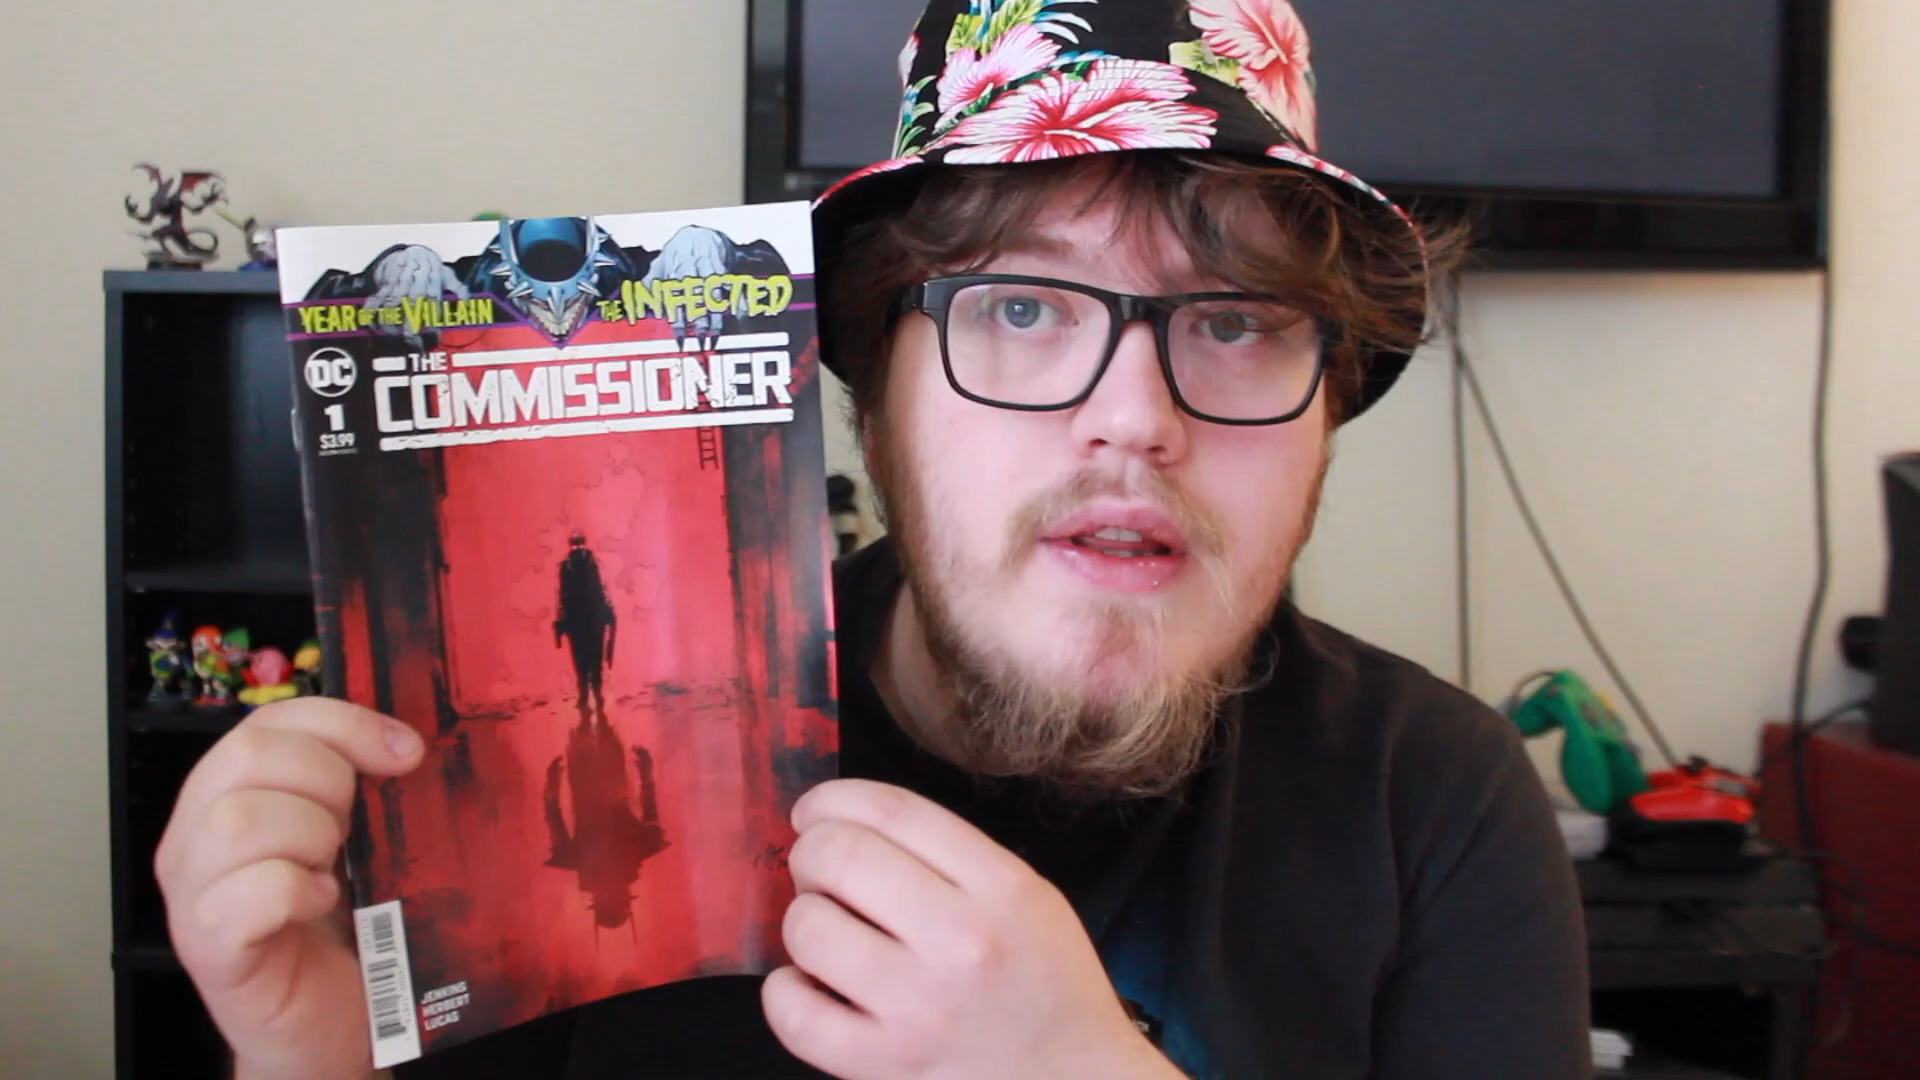 YEAR OF THE VILLAIN
THE INFECTED
DC
THE
COMMISSIONER
1
$3.99
JENKINS
HERBERT
LUCAS